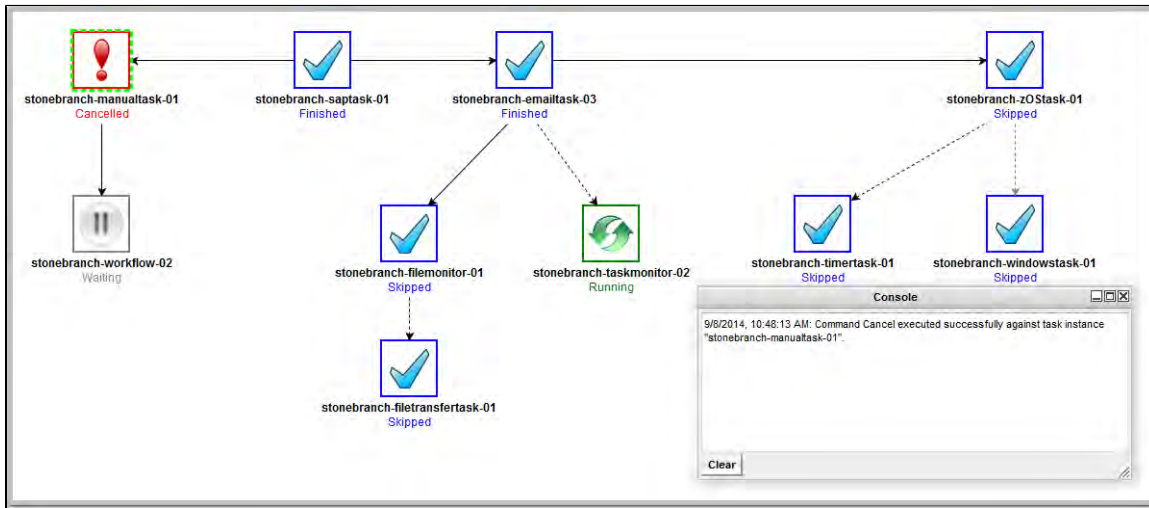 stonebranch-manualtask-01
Cancelled
stonebranch-saptask-01
Finished
stonebranch-emailtask-03
Finished
stonebranch-zOStask-01
Skipped
stonebranch-workflow-02
Waiting
stonebranch-filemonitor-01
Skipped
stonebranch-taskmonitor-02
Running
stonebranch-timertask-01
Skipped
stonebranch-windowstask-01
Skipped
stonebranch-filetransfertask-01
Skipped
Console
9/8/2014, 10:48:13 AM: Command Cancel executed successfully against task instance
"stonebranch-manualtask-01".
Clear